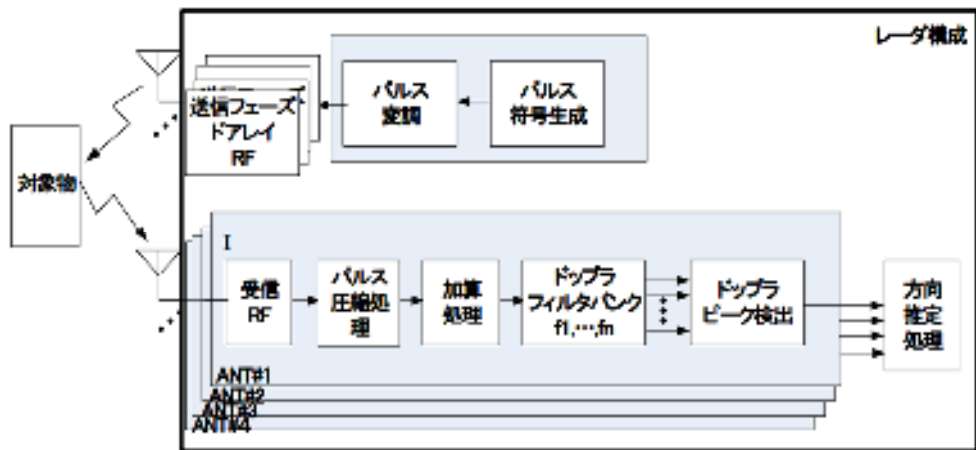 レーダ構成
パルス
変調
パルス
符号生成
送信フェーズ
ドアレイ
RF
対象物
I
受信
RF
パルス
圧縮処
理
加算
処理
ドップラ
フィルタバンク
f1,…,fn
ドップラ
ピーク検出
方向
推定
処理
ANT#1
ANT#2
ANT#3
ANT#4